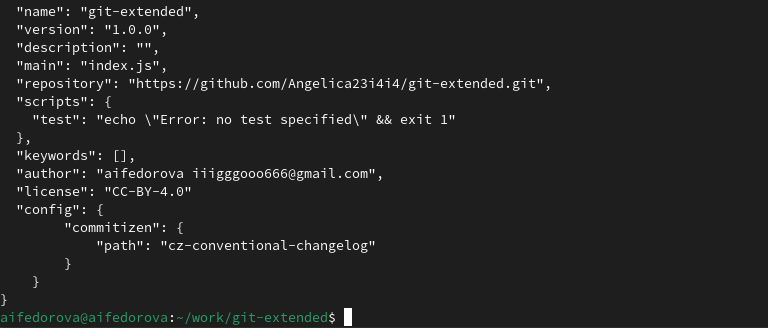 "name": "git-extended",
"version": "1.0.0",
"description": "",
"main": "index.js",
"repository": "https://github.com/Angelica23i4i4/git-extended.git",
"scripts": {
"test": "echo \"Error: no test specified\" && exit 1"
},
"keywords": [],
"author": "aifedorova iiigggooo666@gmail.com",
"license": "CC-BY-4.0"
"config": {
"commitizen": {
"path": "cz-conventional-changelog"
}
}
}
aifedorova@aifedorova:~/work/git-extended$